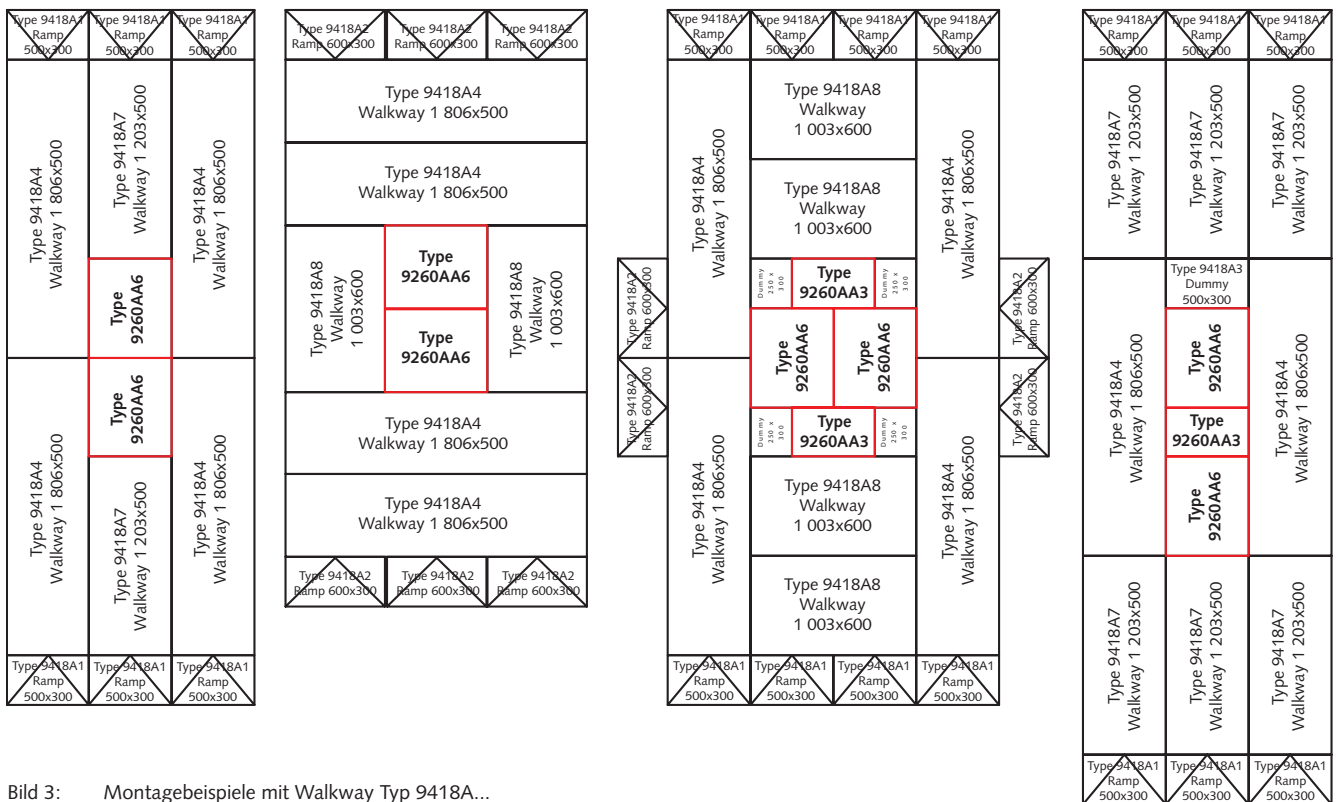 Type 9418A1
Ramp
500x300
Type 9418A1
Ramp
500x300
Type 9418A1
Ramp
500x300
Type 9418A4
Walkway 1 806x500
Type 9418A7
Walkway 1 203x500
Type 9418A4
Walkway 1 806x500
Type
9260AA6
Type
9260AA6
Type 9418A4
Walkway 1 806x500
Type 9418A7
Walkway 1 203x500
Type 9418A4
Walkway 1 806x500
Type 9418A1
Ramp
500x300
Type 9418A1
Ramp
500x300
Type 9418A1
Ramp
500x300
Type 9418A2
Ramp 600x300
Type 9418A2
Ramp 600x300
Type 9418A2
Ramp 600x300
Type 9418A4
Walkway 1 806x500
Type 9418A4
Walkway 1 806x500
Type 9418A8
Walkway
1 003x600
Type
9260AA6
Type
9260AA6
Type 9418A8
Walkway
1 003x600
Type 9418A4
Walkway 1 806x500
Type 9418A4
Walkway 1 806x500
Type 9418A2
Ramp 600x300
Type 9418A2
Ramp 600x300
Type 9418A2
Ramp 600x300
Type 9418A1
Ramp
500x300
Type 9418A1
Ramp
500x300
Type 9418A1
Ramp
500x300
Type 9418A1
Ramp
500x300
Type 9418A4
Walkway 1 806x500
Type 9418A8
Walkway
1 003x600
Type 9418A8
Walkway
1 003x600
Type 9418A4
Walkway 1 806x500
Type 9418A2
Ramp 600x300
Dummy
250 x
300
Type
9260AA3
Dummy
250 x
300
Type 9418A2
Ramp 600x300
Type
9260AA6
Type
9260AA6
Type 9418A2
Ramp 600x300
Dummy
250 x
300
Type
9260AA3
Dummy
250 x
300
Type 9418A2
Ramp 600x300
Type 9418A4
Walkway 1 806x500
Type 9418A8
Walkway
1 003x600
Type 9418A8
Walkway
1 003x600
Type 9418A4
Walkway 1 806x500
Type 9418A1
Ramp
500x300
Type 9418A1
Ramp
500x300
Type 9418A1
Ramp
500x300
Type 9418A1
Ramp
500x300
Type 9418A1
Ramp
500x300
Type 9418A1
Ramp
500x300
Type 9418A1
Ramp
500x300
Type 9418A7
Walkway 1 203x500
Type 9418A7
Walkway 1 203x500
Type 9418A7
Walkway 1 203x500
Type 9418A4
Walkway 1 806x500
Type 9418A3
Dummy
500x300
Type
9260AA6
Type
9260AA3
Type
9260AA6
Type 9418A4
Walkway 1 806x500
Type 9418A7
Walkway 1 203x500
Type 9418A7
Walkway 1 203x500
Type 9418A7
Walkway 1 203x500
Type 9418A1
Ramp
500x300
Type 9418A1
Ramp
500x300
Type 9418A1
Ramp
500x300
Bild 3: Montagebeispiele mit Walkway Typ 9418A...